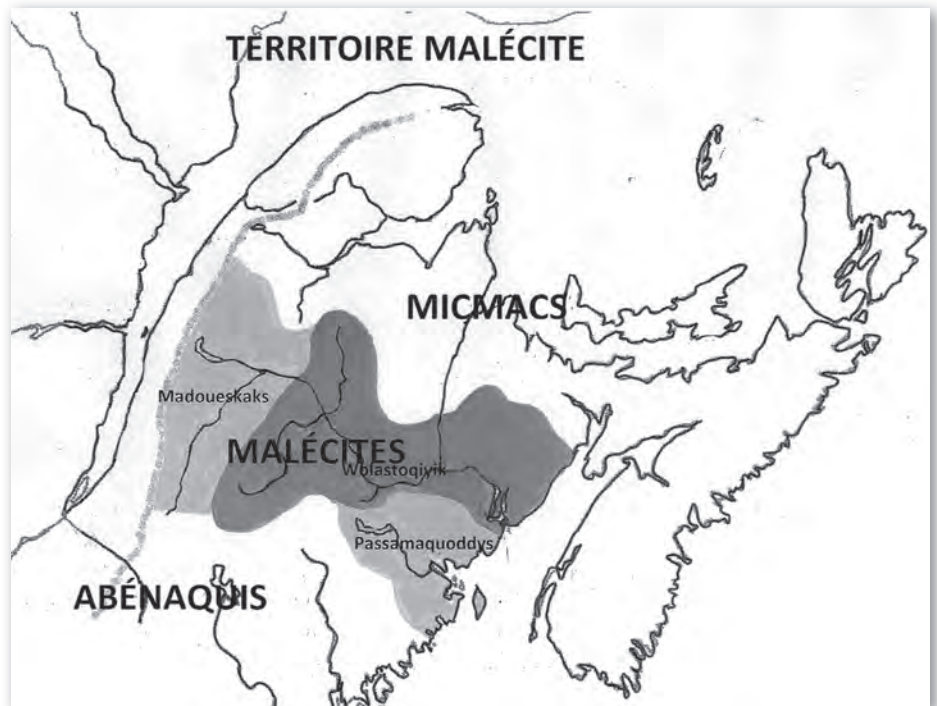 TERRITOIRE MALÉCITE
MICMACS
Madoueskaks
MALÉCITES
Wolastoqiyik
Passamaquoddys
ABÉNAQUIS